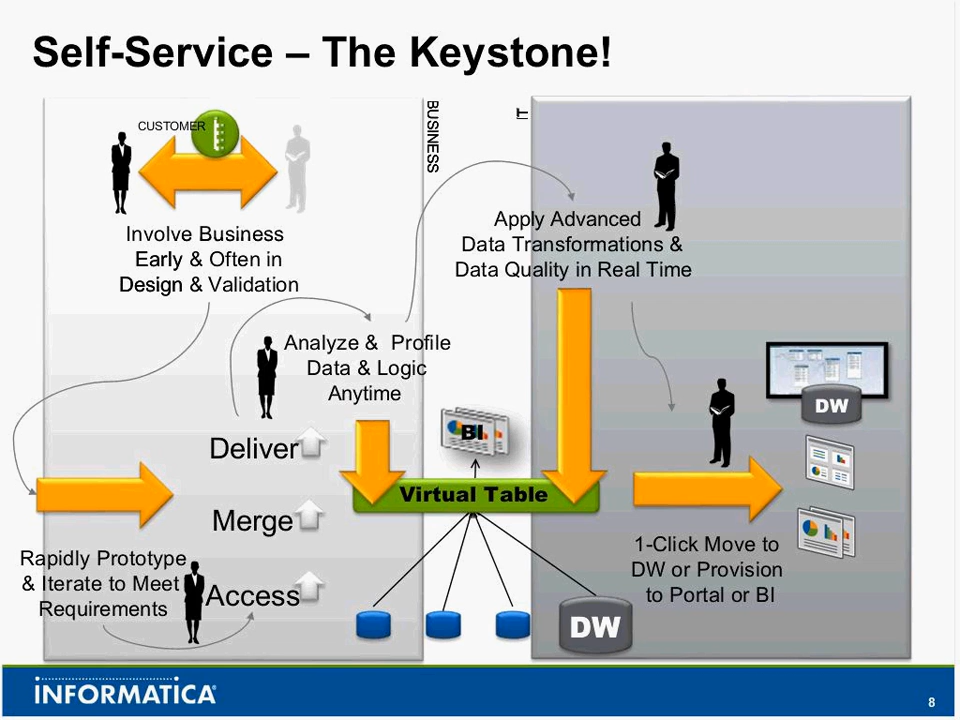 Self-Service – The Keystone!
CUSTOMER
BUSINESS
IT
Involve Business
Early & Often in
Design & Validation
Apply Advanced
Data Transformations &
Data Quality in Real Time
Analyze & Profile
Data & Logic
Anytime
DW
BI
Deliver
Virtual Table
Merge
Rapidly Prototype
& Iterate to Meet
Requirements
Access
1-Click Move to
DW or Provision
to Portal or BI
DW
INFORMATICA®
8